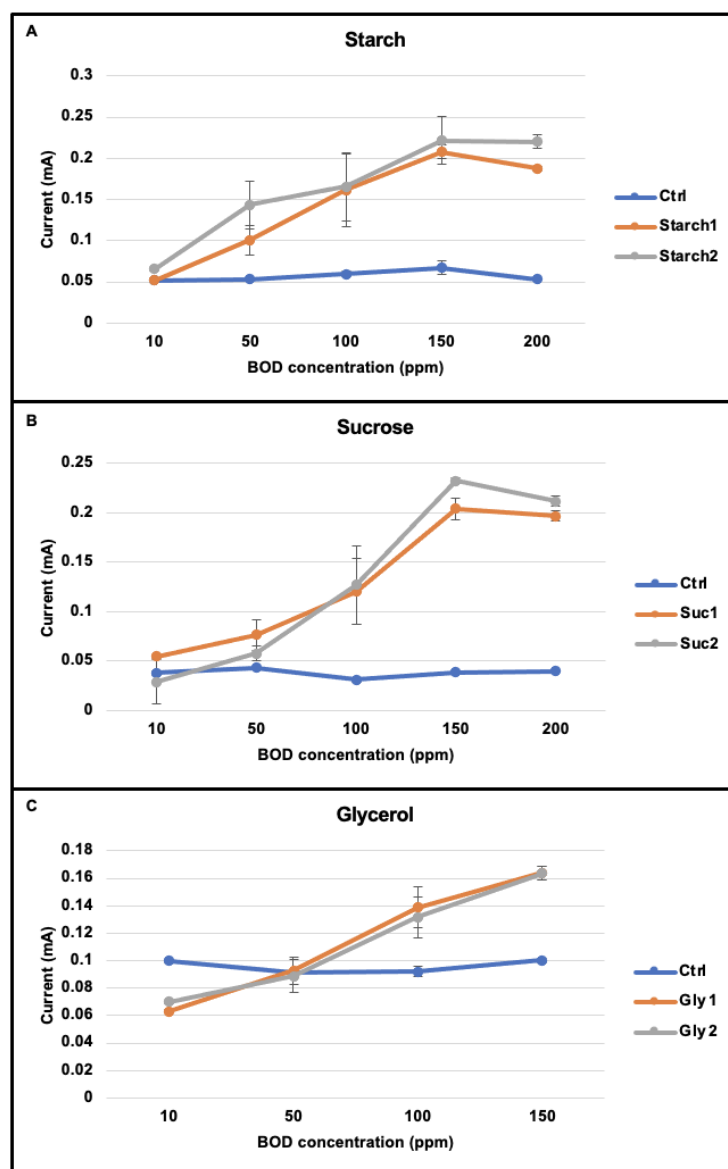 A
Starch
0.3
0.25
0.2
0.15
0.1
0.05
0
Current (mA)
10 50 100 150 200
BOD concentration (ppm)
Ctrl
Starch1
Starch2
B
Sucrose
0.25
0.2
0.15
0.1
0.05
0
Current (mA)
10 50 100 150 200
BOD concentration (ppm)
Ctrl
Suc1
Suc2
C
Glycerol
0.18
0.16
0.14
0.12
0.1
0.08
0.06
0.04
0.02
0
Current (mA)
10 50 100 150
BOD concentration (ppm)
Ctrl
Gly 1
Gly 2